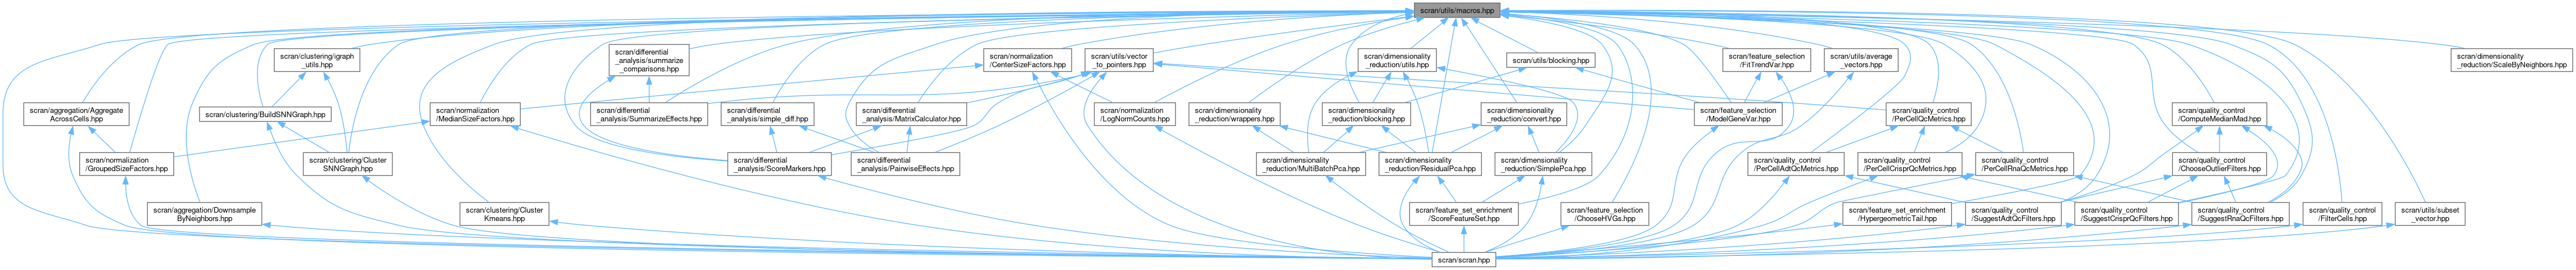 scran/utils/macros.hpp
scran/clustering/igraph
_utils.hpp
scran/differential
_analysis/summarize
_comparisons.hpp
scran/normalization
/CenterSizeFactors.hpp
scran/utils/vector
_to_pointers.hpp
scran/dimensionality
_reduction/utils.hpp
scran/utils/blocking.hpp
scran/feature_selection
/FitTrendVar.hpp
scran/utils/average
_vectors.hpp
scran/dimensionality
_reduction/ScaleByNeighbors.hpp
scran/aggregation/Aggregate
AcrossCells.hpp
scran/clustering/BuildSNNGraph.hpp
scran/normalization
/MedianSizeFactors.hpp
scran/differential
_analysis/SummarizeEffects.hpp
scran/differential
_analysis/simple_diff.hpp
scran/differential
_analysis/MatrixCalculator.hpp
scran/normalization
/LogNormCounts.hpp
scran/dimensionality
_reduction/wrappers.hpp
scran/dimensionality
_reduction/blocking.hpp
scran/dimensionality
_reduction/convert.hpp
scran/feature_selection
/ModelGeneVar.hpp
scran/quality_control
/PerCellQcMetrics.hpp
scran/quality_control
/ComputeMedianMad.hpp
scran/normalization
/GroupedSizeFactors.hpp
scran/clustering/Cluster
SNNGraph.hpp
scran/differential
_analysis/ScoreMarkers.hpp
scran/differential
_analysis/PairwiseEffects.hpp
scran/dimensionality
_reduction/MultiBatchPca.hpp
scran/dimensionality
_reduction/ResidualPca.hpp
scran/dimensionality
_reduction/SimplePca.hpp
scran/quality_control
/PerCellAdtQcMetrics.hpp
scran/quality_control
/PerCellCrisprQcMetrics.hpp
scran/quality_control
/PerCellRnaQcMetrics.hpp
scran/quality_control
/ChooseOutlierFilters.hpp
scran/aggregation/Downsample
ByNeighbors.hpp
scran/clustering/Cluster
Kmeans.hpp
scran/feature_set_enrichment
/ScoreFeatureSet.hpp
scran/feature_selection
/ChooseHVGs.hpp
scran/feature_set_enrichment
/HypergeometricTail.hpp
scran/quality_control
/SuggestAdtQcFilters.hpp
scran/quality_control
/SuggestCrisprQcFilters.hpp
scran/quality_control
/SuggestRnaQcFilters.hpp
scran/quality_control
/FilterCells.hpp
scran/utils/subset
_vector.hpp
scran/scran.hpp